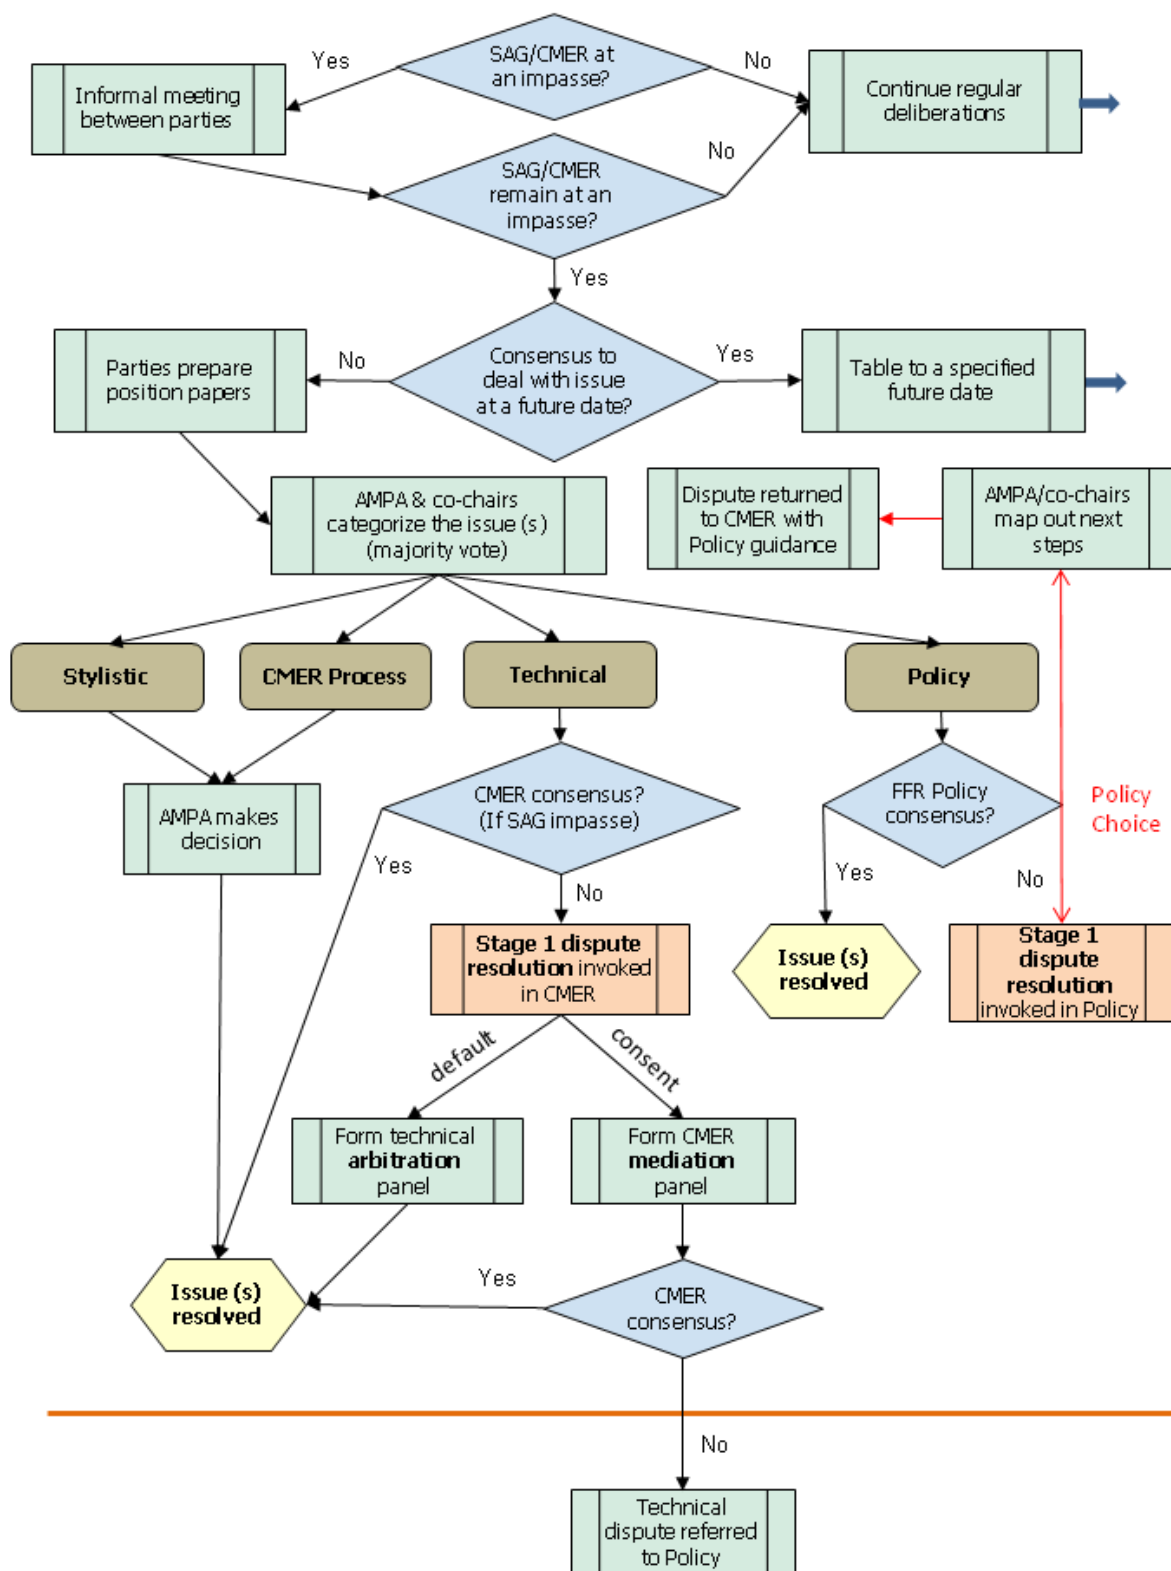 SAG/CMER at
an impasse?
Yes
No
Informal meeting
between parties
Continue regular
deliberations
SAG/CMER
remain at an
impasse?
No
Yes
Parties prepare
position papers
No
Consensus to
deal with issue
at a future date?
Yes
Table to a specified
future date
AMPA & co-chairs
categorize the issue (s)
(majority vote)
Dispute returned
to CMER with
Policy guidance
AMPA/co-chairs
map out next
steps
Stylistic
CMER Process
Technical
Policy
AMPA makes
decision
CMER consensus?
(If SAG impasse)
FFR Policy
consensus?
Policy
Choice
Yes
No
Yes
No
Stage 1 dispute
resolution invoked
in CMER
Issue (s)
resolved
Stage 1
dispute
resolution
invoked in Policy
default
consent
Form technical
arbitration
panel
Form CMER
mediation
panel
Issue (s)
resolved
Yes
CMER
consensus?
No
Technical
dispute referred
to Policy